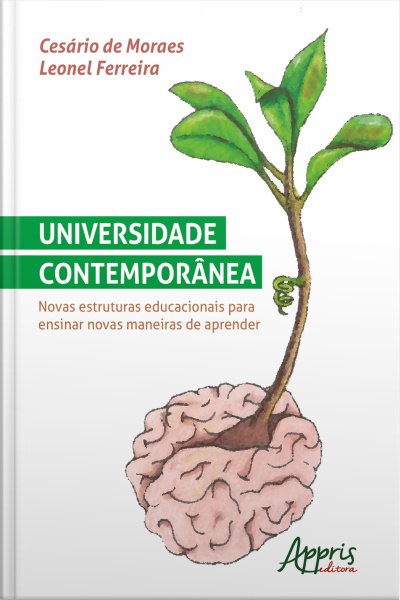 Cesário de Moraes
Leonel Ferreira
UNIVERSIDADE
CONTEMPORÂNEA
Novas estruturas educacionais para
ensinar novas maneiras de aprender
Appris
editora